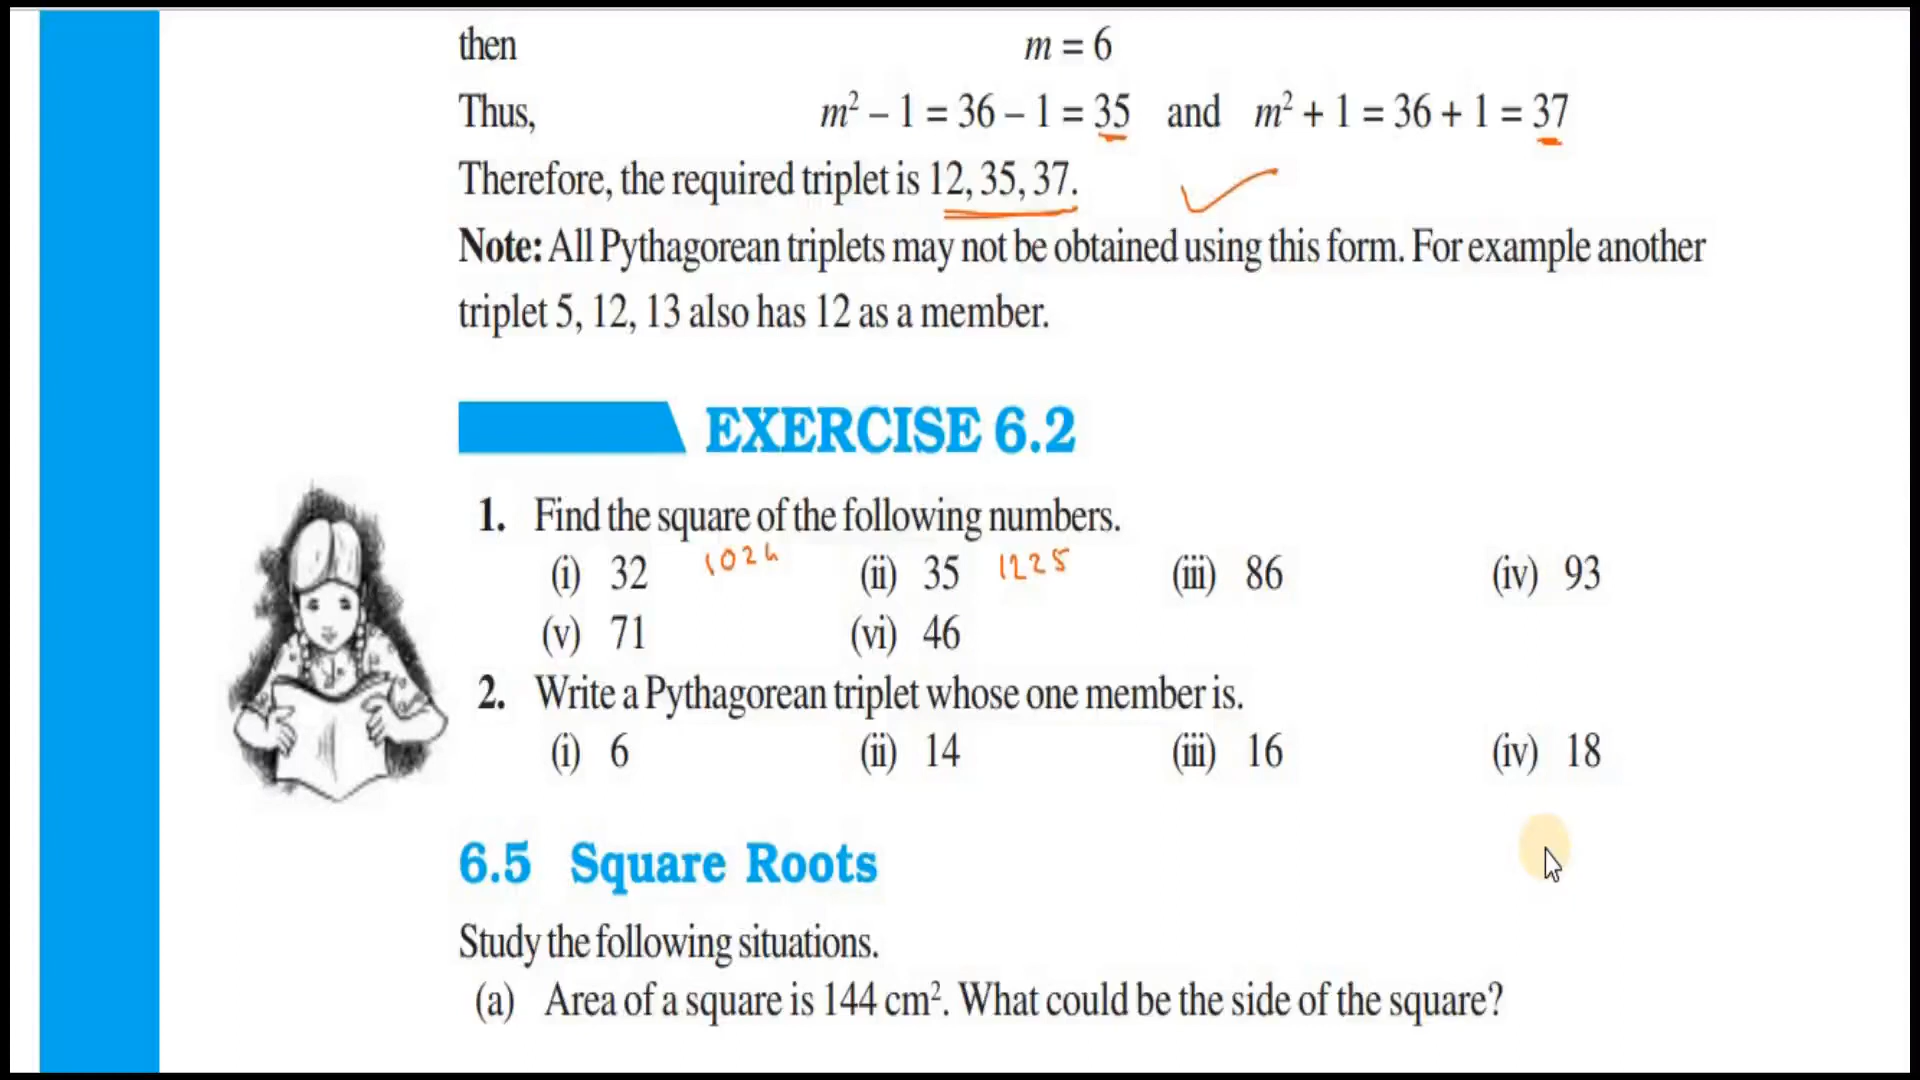 then m = 6
Thus, m² – 1 = 36 – 1 = 35 and m² + 1 = 36 + 1 = 37
Therefore, the required triplet is 12, 35, 37.
Note: All Pythagorean triplets may not be obtained using this form. For example another
triplet 5, 12, 13 also has 12 as a member.
EXERCISE 6.2
1. Find the square of the following numbers.
(i) 32 1024 (ii) 35 1225 (iii) 86 (iv) 93
(v) 71 (vi) 46
2. Write a Pythagorean triplet whose one member is.
(i) 6 (ii) 14 (iii) 16 (iv) 18
6.5 Square Roots
Study the following situations.
(a) Area of a square is 144 cm². What could be the side of the square?